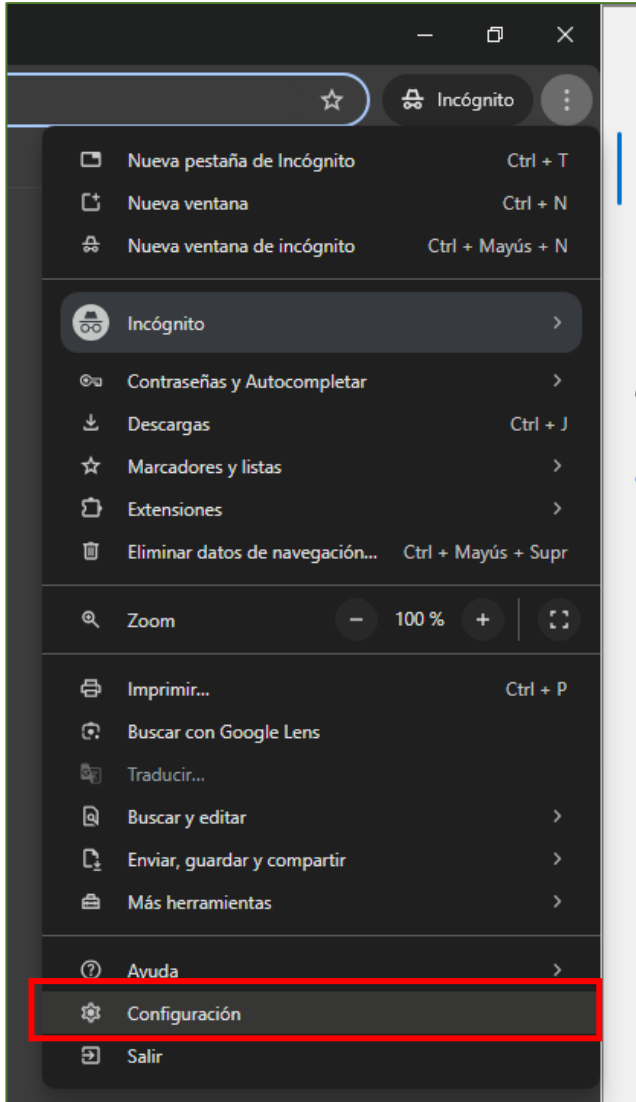 Incógnito
Nueva pestaña de Incógnito Ctrl + T
Nueva ventana Ctrl + N
Nueva ventana de incógnito Ctrl + Mayús + N
Incógnito
Contraseñas y Autocompletar
Descargas Ctrl + J
Marcadores y listas
Extensiones
Eliminar datos de navegación... Ctrl + Mayús + Supr
Zoom − 100 % +
Imprimir... Ctrl + P
Buscar con Google Lens
Traducir...
Buscar y editar
Enviar, guardar y compartir
Más herramientas
Ayuda
Configuración
Salir